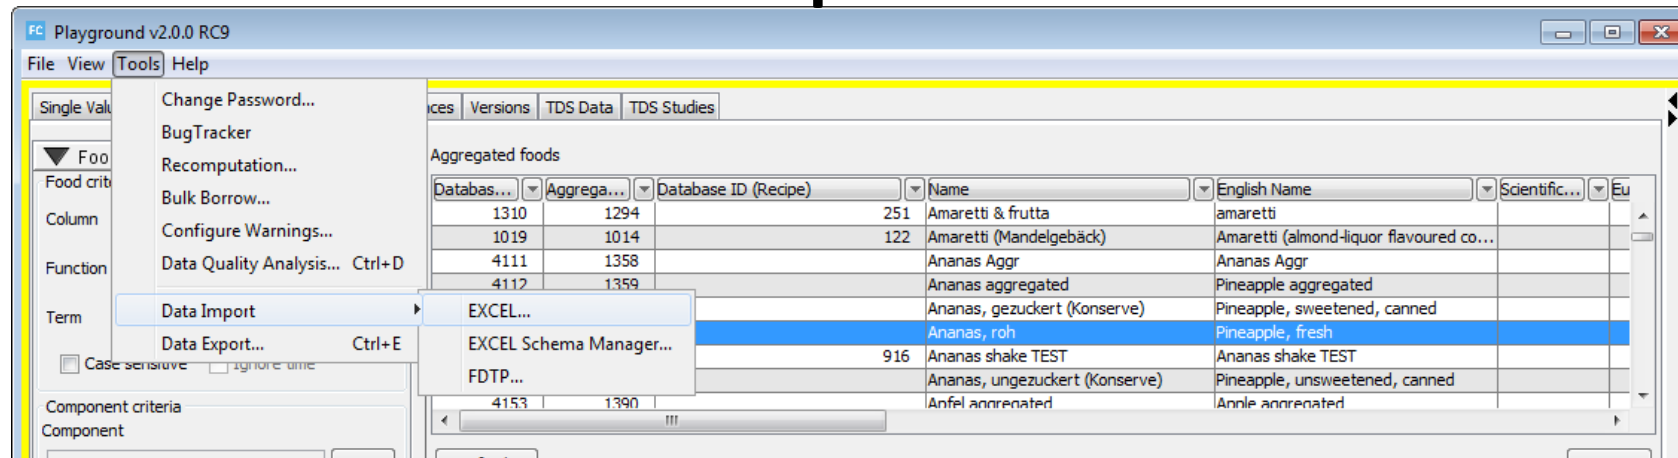 FC Playground v2.0.0 RC9
File View Tools Help
Single Valu
ces Versions TDS Data TDS Studies
Change Password...
BugTracker
Recomputation...
Bulk Borrow...
Configure Warnings...
Data Quality Analysis... Ctrl+D
Data Import
Data Export... Ctrl+E
EXCEL...
EXCEL Schema Manager...
FDTP...
Foo
Food crite
Column
Function
Term
Case sensitive Ignore time
Component criteria
Component
Aggregated foods
Databas... Aggrega... Database ID (Recipe) Name English Name Scientific... Eu
1310 1294 251 Amaretti & frutta amaretti
1019 1014 122 Amaretti (Mandelgebäck) Amaretti (almond-liquor flavoured co...
4111 1358 Ananas Aggr Ananas Aggr
4112 1359 Ananas aggregated Pineapple aggregated
Ananas, gezuckert (Konserve) Pineapple, sweetened, canned
Ananas, roh Pineapple, fresh
916 Ananas shake TEST Ananas shake TEST
Ananas, ungezuckert (Konserve) Pineapple, unsweetened, canned
4153 1390 Apfel aggregated Apple aggregated